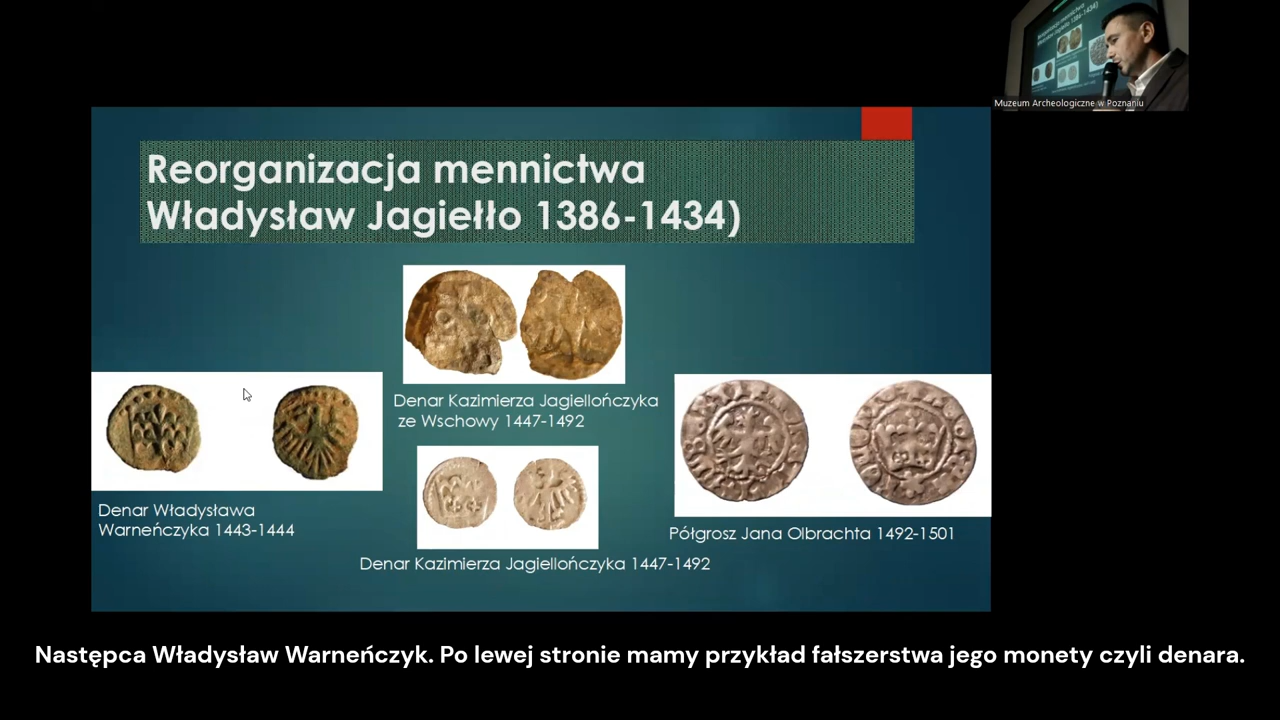 Muzeum Archeologiczne w Poznaniu
Reorganizacja mennictwa
Władysław Jagiełło 1386-1434)
Denar Kazimierza Jagiellończyka
ze Wschowy 1447-1492
Denar Władysława
Warneńczyka 1443-1444
Półgrosz Jana Olbrachta 1492-1501
Denar Kazimierza Jagiellończyka 1447-1492
Następca Władysław Warneńczyk. Po lewej stronie mamy przykład fałszerstwa jego monety czyli denara.